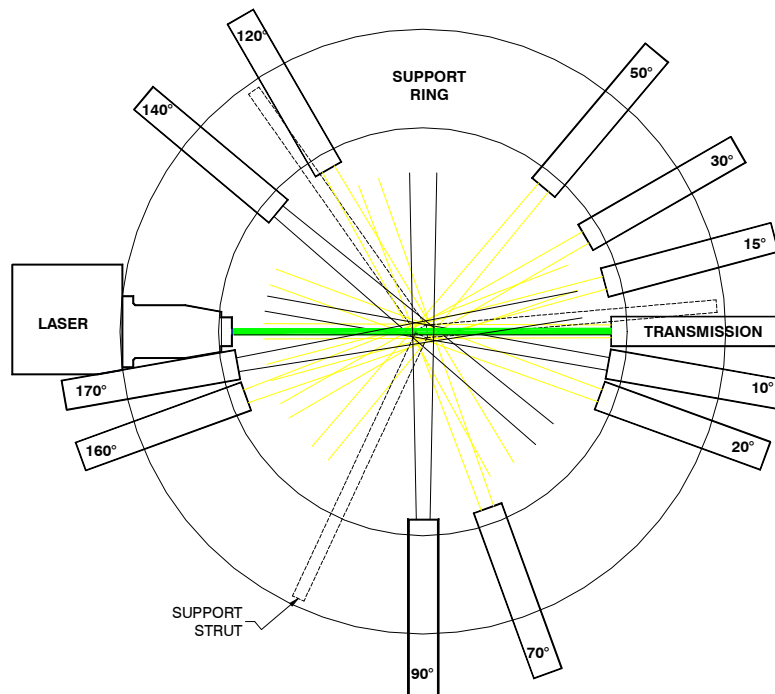 120°
50°
SUPPORT
RING
140°
30°
15°
LASER
TRANSMISSION
170°
10°
160°
20°
SUPPORT
STRUT
70°
90°